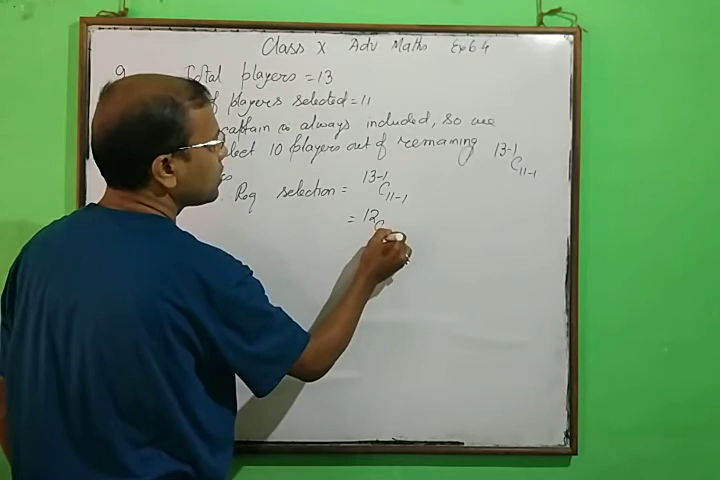 Class X Adv Maths Ex 6.4
9 Total players = 13
of players selected = 11
captain is always included, so we
select 10 players out of remaining 13-1C11-1
Req selection = 13-1C11-1
= 12C